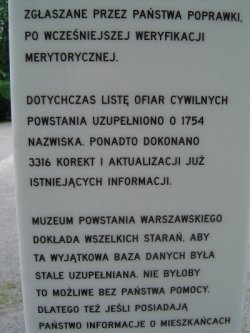 ZGŁASZANE PRZEZ PAŃSTWA POPRAWKI,
PO WCZEŚNIEJSZEJ WERYFIKACJI
MERYTORYCZNEJ.
DOTYCHCZAS LISTĘ OFIAR CYWILNYCH
POWSTANIA UZUPEŁNIONO O 1754
NAZWISKA. PONADTO DOKONANO
3316 KOREKT I AKTUALIZACJI JUŻ
ISTNIEJĄCYCH INFORMACJI.
MUZEUM POWSTANIA WARSZAWSKIEGO
DOKŁADA WSZELKICH STARAŃ, ABY
TA WYJĄTKOWA BAZA DANYCH BYŁA
STALE UZUPEŁNIANA. NIE BYŁOBY
TO MOŻLIWE BEZ PAŃSTWA POMOCY.
DLATEGO TEŻ JEŚLI POSIADAJĄ
PAŃSTWO INFORMACJE O MIESZKAŃCACH